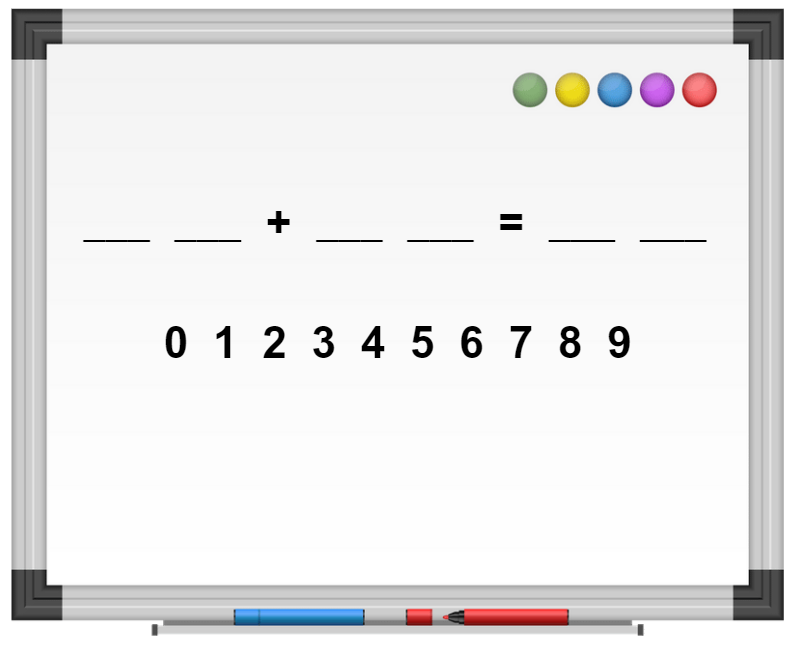 ___ ___ + ___ ___ = ___ ___
0 1 2 3 4 5 6 7 8 9